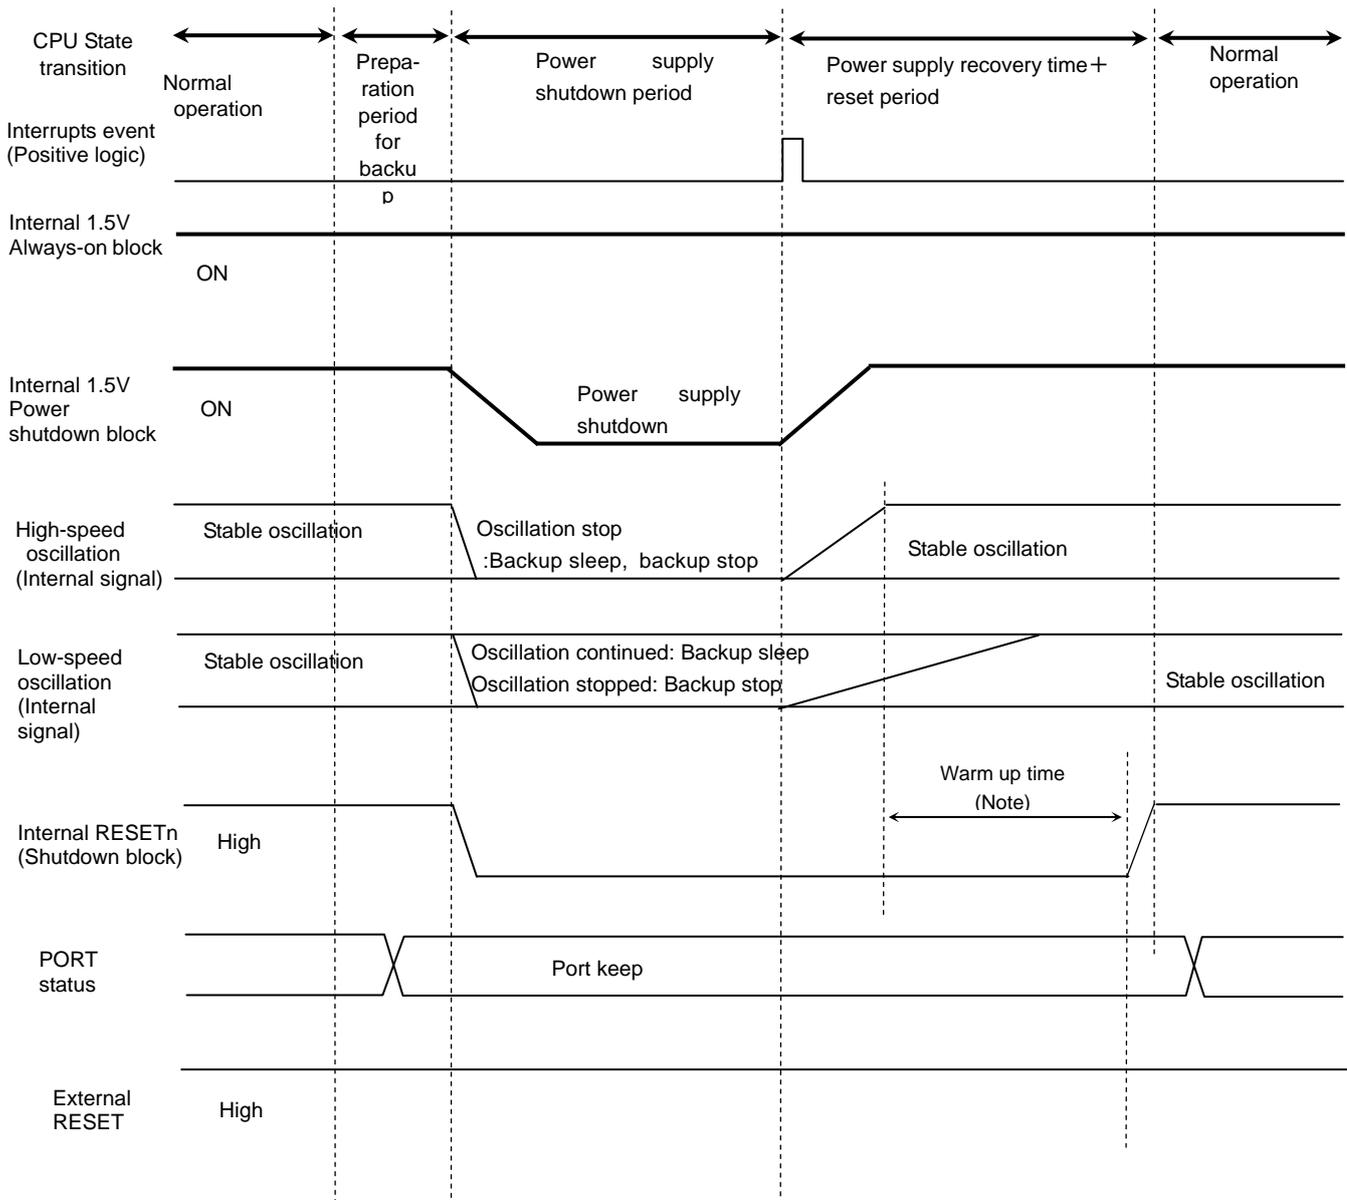 CPU State
transition
Normal
operation
Prepa-
ration
period
for
backu
p
Power supply
shutdown period
Power supply recovery time＋
reset period
Normal
operation
Interrupts event
(Positive logic)
Internal 1.5V
Always-on block
ON
Internal 1.5V
Power
shutdown block
ON
Power supply
shutdown
High-speed
oscillation
(Internal signal)
Stable oscillation
Oscillation stop
:Backup sleep, backup stop
Stable oscillation
Low-speed
oscillation
(Internal
signal)
Stable oscillation
Oscillation continued: Backup sleep
Oscillation stopped: Backup stop
Stable oscillation
Warm up time
(Note)
Internal RESETn
(Shutdown block)
High
PORT
status
Port keep
External
RESET
High